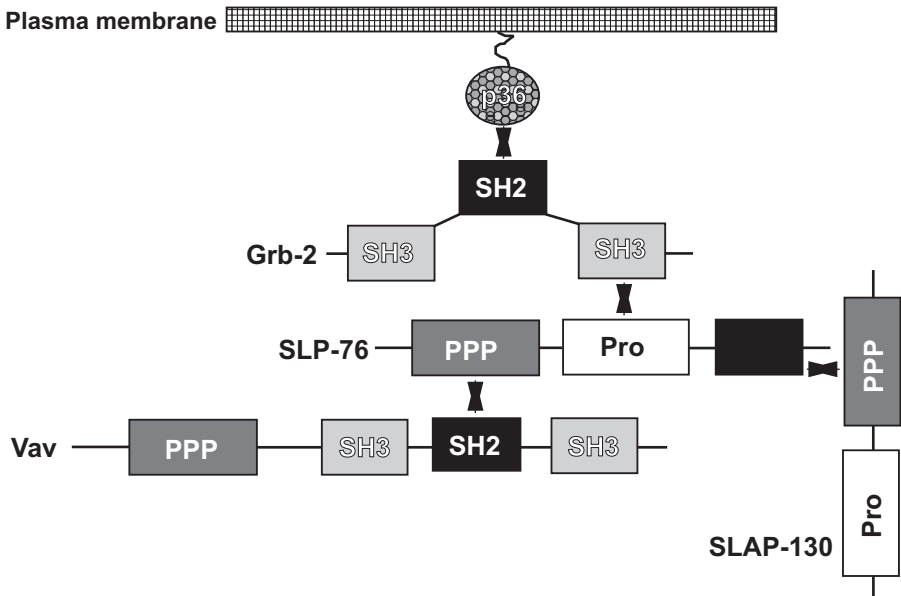 Plasma membrane
p36
SH2
Grb-2 SH3 SH3
SLP-76 PPP Pro
PPP
Vav PPP SH3 SH2 SH3
Pro
SLAP-130